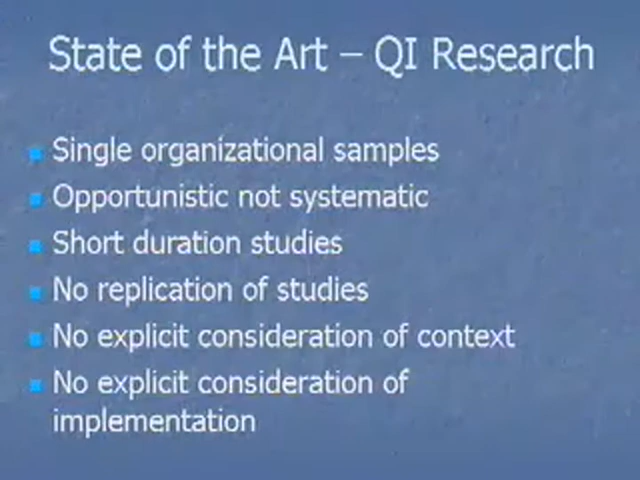 State of the Art – QI Research
Single organizational samples
Opportunistic not systematic
Short duration studies
No replication of studies
No explicit consideration of context
No explicit consideration of
implementation